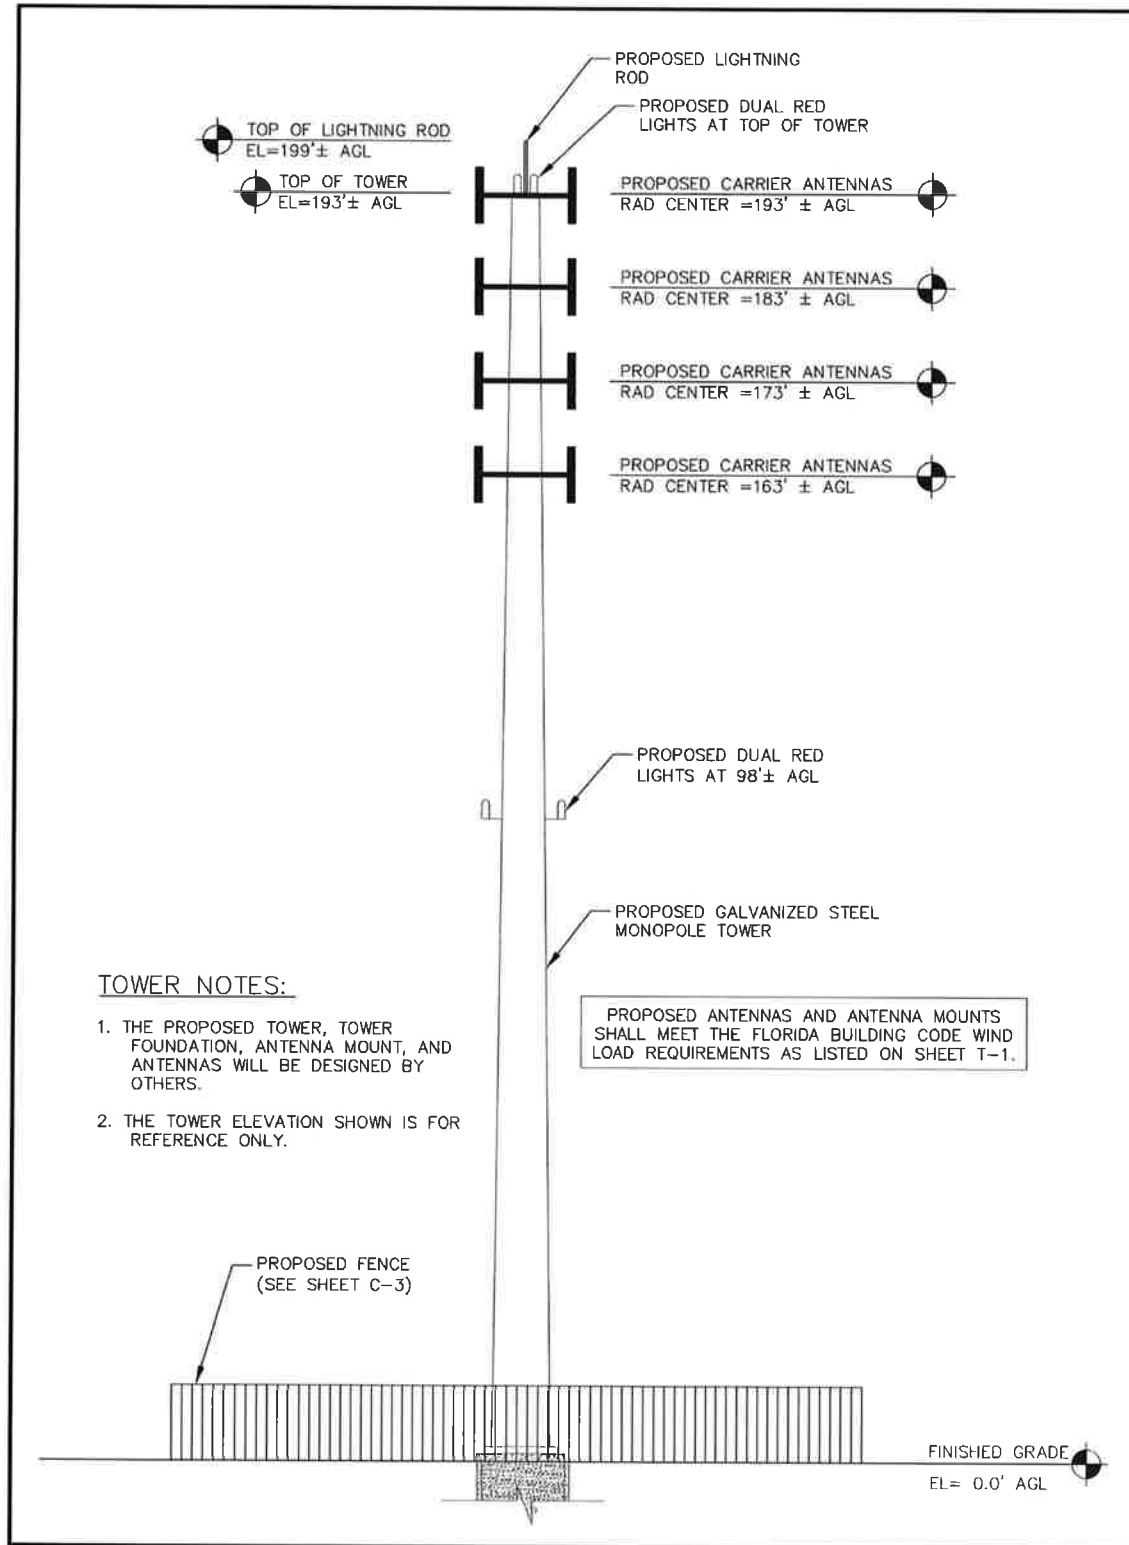 PROPOSED LIGHTNING
ROD
PROPOSED DUAL RED
LIGHTS AT TOP OF TOWER
TOP OF LIGHTNING ROD
EL=199'± AGL
TOP OF TOWER
EL=193'± AGL
PROPOSED CARRIER ANTENNAS
RAD CENTER =193' ± AGL
PROPOSED CARRIER ANTENNAS
RAD CENTER =183' ± AGL
PROPOSED CARRIER ANTENNAS
RAD CENTER =173' ± AGL
PROPOSED CARRIER ANTENNAS
RAD CENTER =163' ± AGL
PROPOSED DUAL RED
LIGHTS AT 98'± AGL
PROPOSED GALVANIZED STEEL
MONOPOLE TOWER
TOWER NOTES:
1. THE PROPOSED TOWER, TOWER
FOUNDATION, ANTENNA MOUNT, AND
ANTENNAS WILL BE DESIGNED BY
OTHERS.
2. THE TOWER ELEVATION SHOWN IS FOR
REFERENCE ONLY.
PROPOSED ANTENNAS AND ANTENNA MOUNTS
SHALL MEET THE FLORIDA BUILDING CODE WIND
LOAD REQUIREMENTS AS LISTED ON SHEET T-1.
PROPOSED FENCE
(SEE SHEET C-3)
FINISHED GRADE
EL= 0.0' AGL